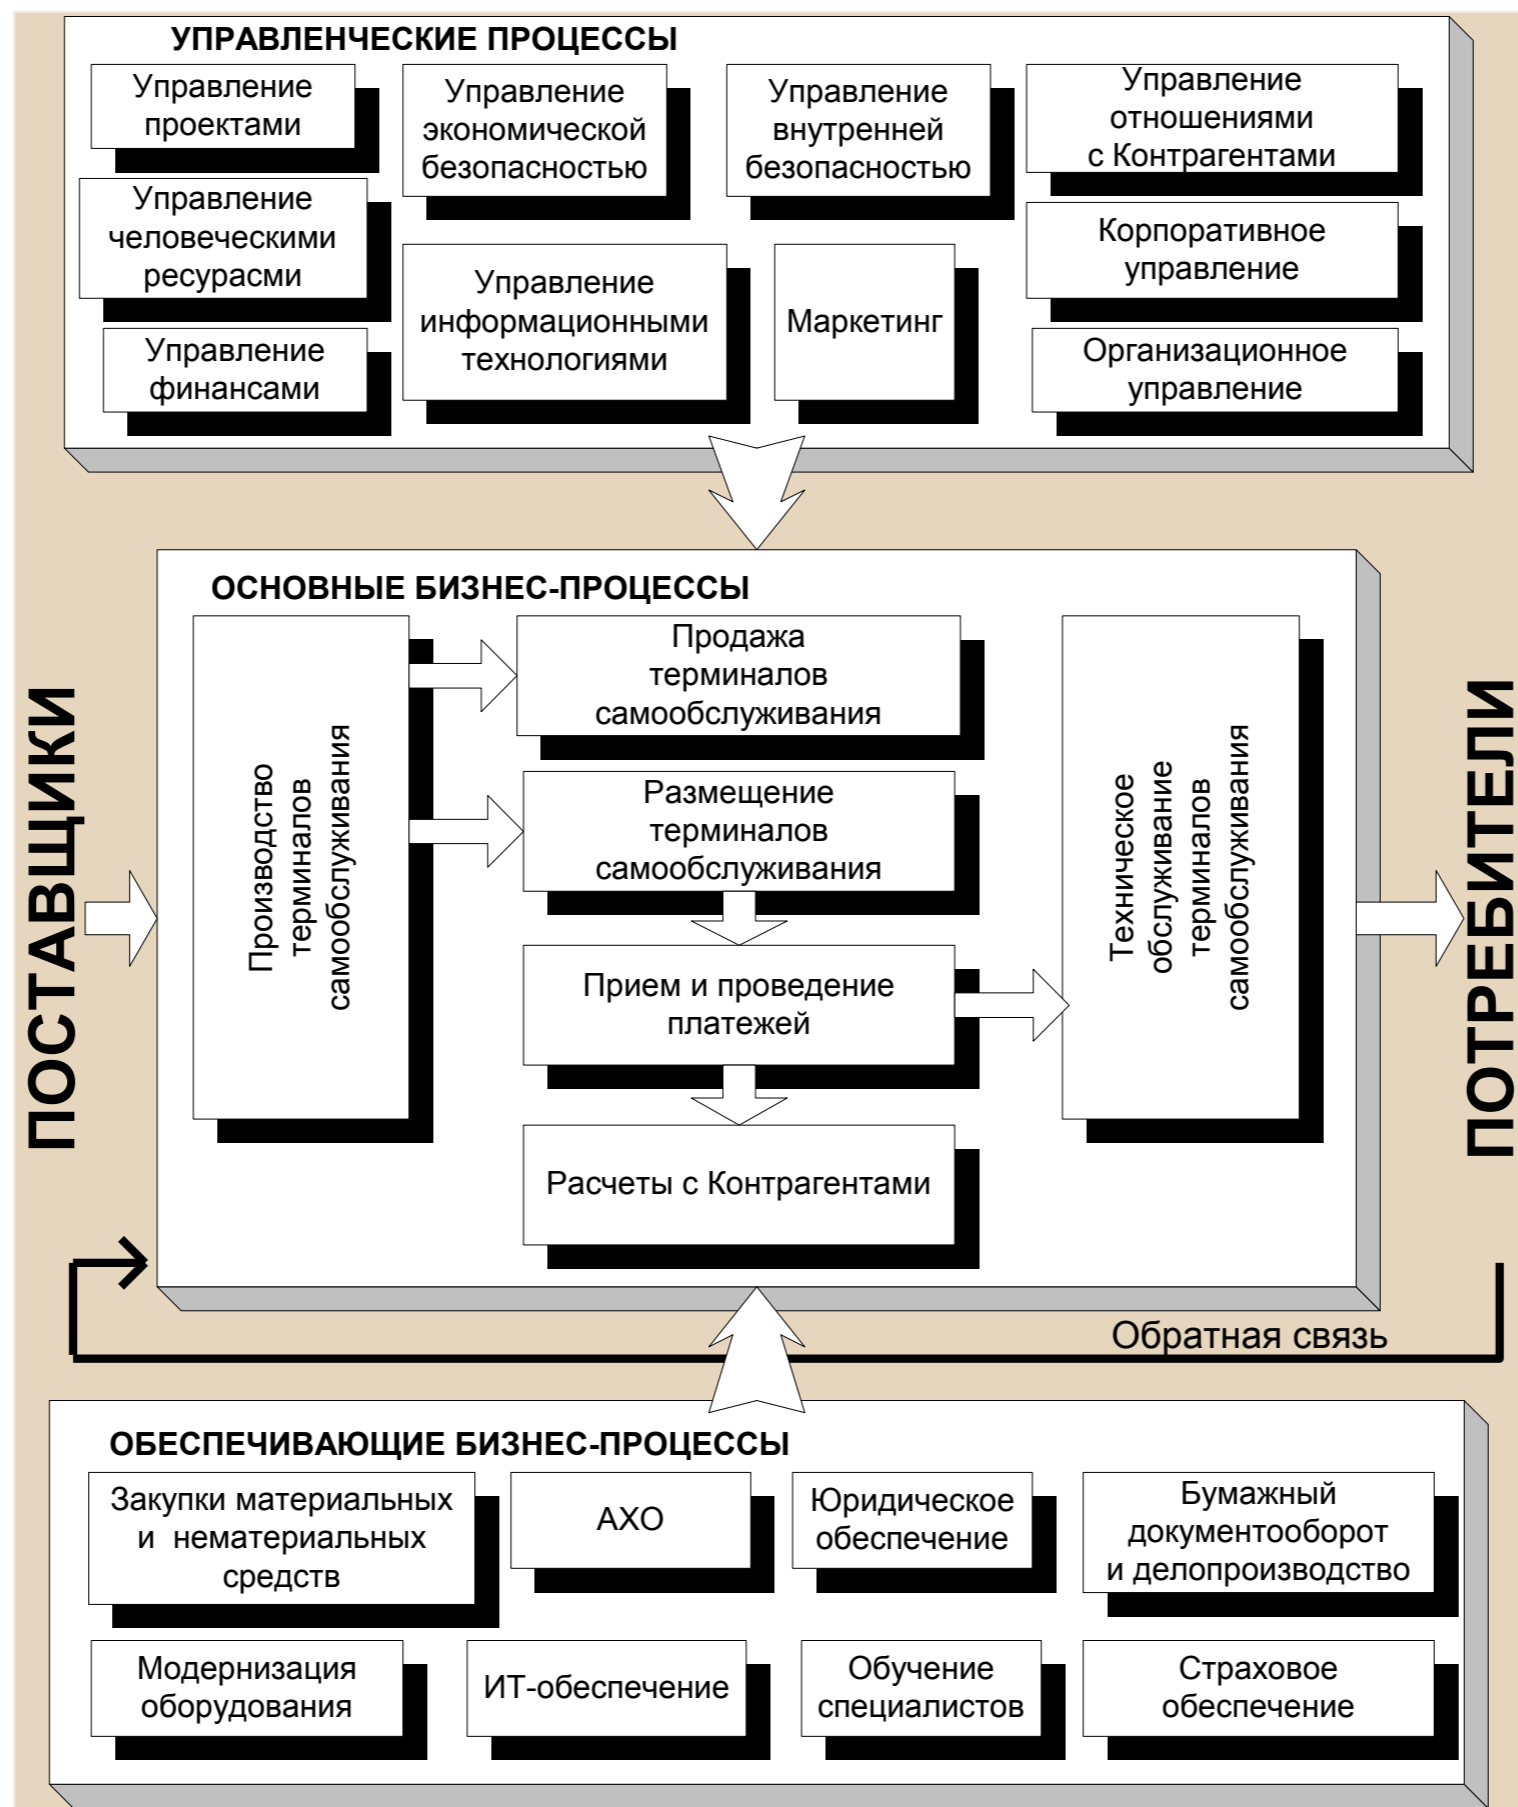 УПРАВЛЕНЧЕСКИЕ ПРОЦЕССЫ
Управление
проектами
Управление
экономической
безопасностью
Управление
внутренней
безопасностью
Управление
отношениями
с Контрагентами
Управление
человеческими
ресурасми
Управление
информационными
технологиями
Маркетинг
Корпоративное
управление
Управление
финансами
Организационное
управление
ПОСТАВЩИКИ
ОСНОВНЫЕ БИЗНЕС-ПРОЦЕССЫ
Производство
терминалов
самообслуживания
Продажа
терминалов
самообслуживания
Размещение
терминалов
самообслуживания
Прием и проведение
платежей
Расчеты с Контрагентами
Техническое
обслуживание
терминалов
самообслуживания
ПОТРЕБИТЕЛИ
Обратная связь
ОБЕСПЕЧИВАЮЩИЕ БИЗНЕС-ПРОЦЕССЫ
Закупки материальных
и нематериальных
средств
АХО
Юридическое
обеспечение
Бумажный
документооборот
и делопроизводство
Модернизация
оборудования
ИТ-обеспечение
Обучение
специалистов
Страховое
обеспечение